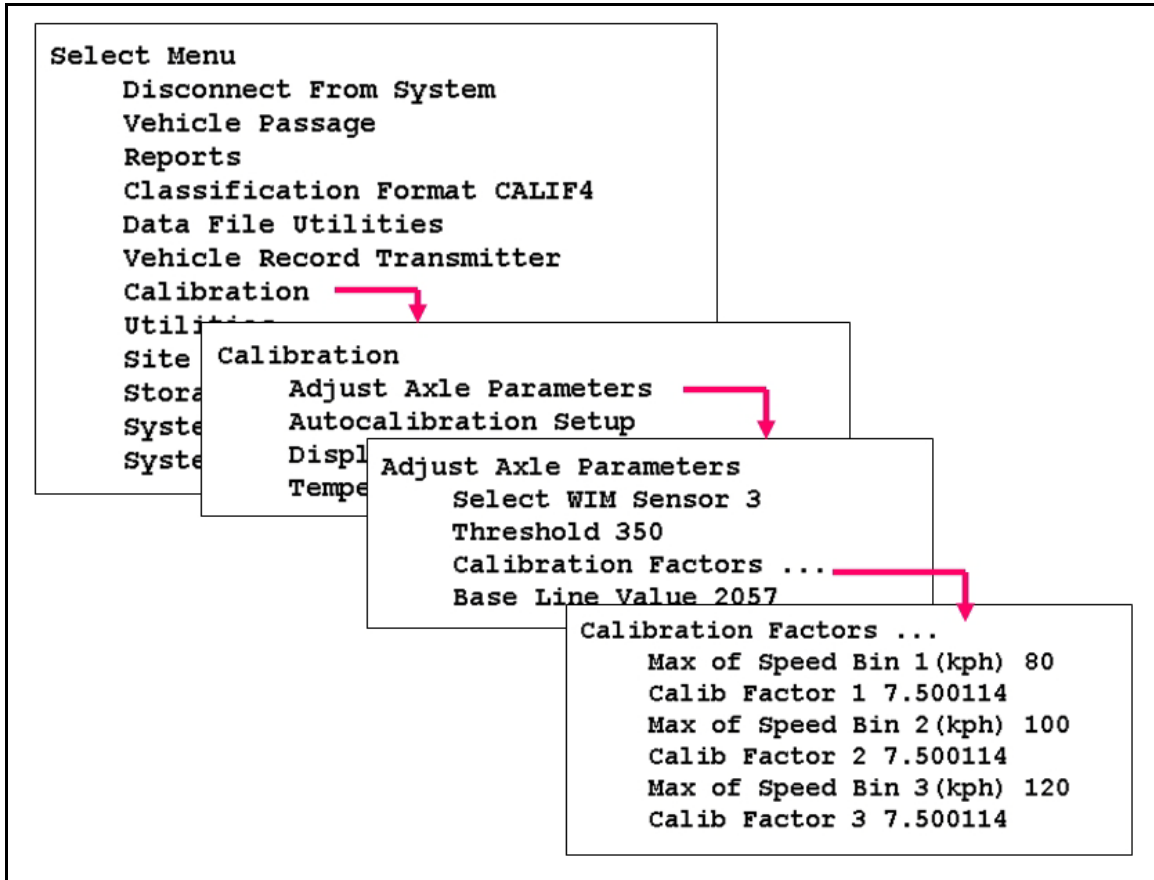 Select Menu
Disconnect From System
Vehicle Passage
Reports
Classification Format CALIF4
Data File Utilities
Vehicle Record Transmitter
Calibration
Site
Calibration
Adjust Axle Parameters
Autocalibration Setup
Adjust Axle Parameters
Select WIM Sensor 3
Threshold 350
Calibration Factors ...
Base Line Value 2057
Calibration Factors ...
Max of Speed Bin 1(kph) 80
Calib Factor 1 7.500114
Max of Speed Bin 2(kph) 100
Calib Factor 2 7.500114
Max of Speed Bin 3(kph) 120
Calib Factor 3 7.500114